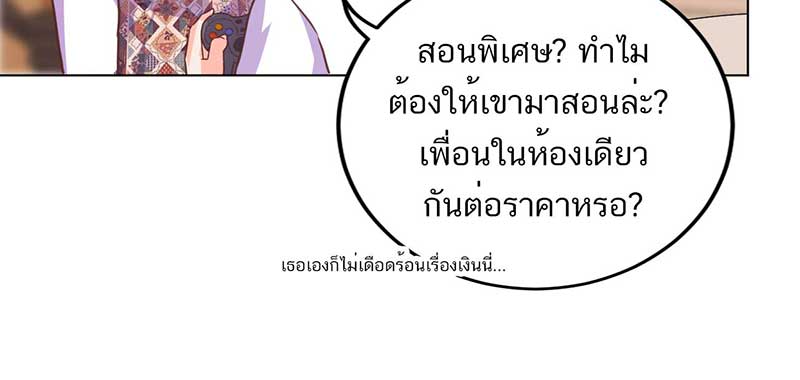 สอนพิเศษ? ทำไม
ต้องให้เขามาสอนล่ะ?
เพื่อนในห้องเดียว
กันต่อราคาหรอ?
เธอเองก็ไม่เดือดร้อนเรื่องเงินนี่...